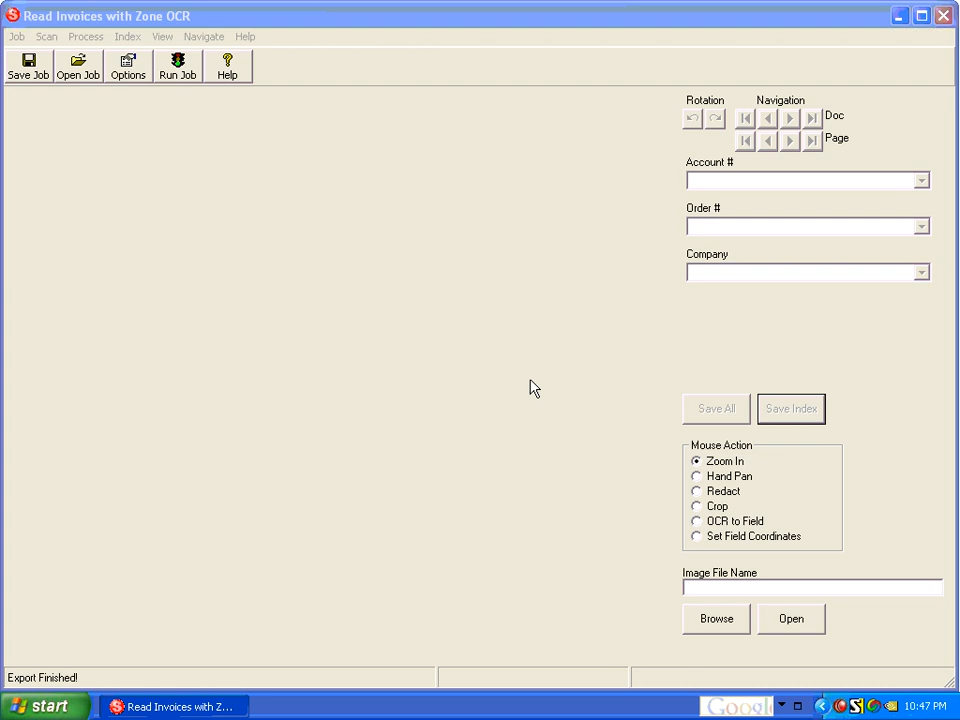 Read Invoices with Zone OCR
Job Scan Process Index View Navigate Help
Save Job Open Job Options Run Job Help
Rotation Navigation
Doc
Page
Account #
Order #
Company
Save All Save Index
Mouse Action
Zoom In
Hand Pan
Redact
Crop
OCR to Field
Set Field Coordinates
Image File Name
Browse Open
Export Finished!
start Read Invoices with Z... Google 10:47 PM